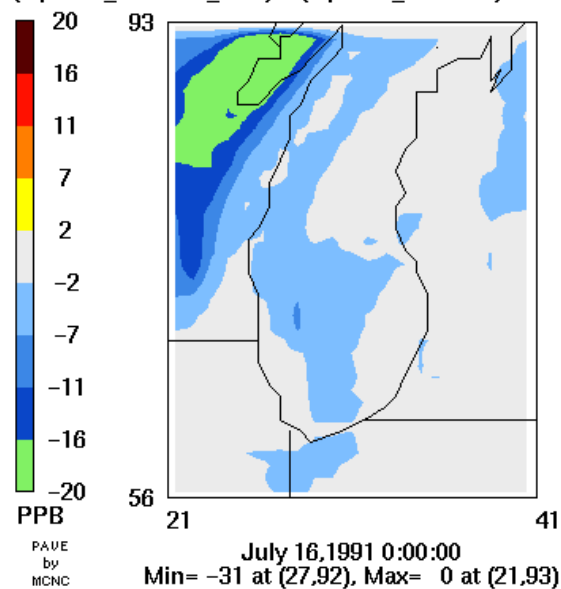 20
16
11
7
2
−2
−7
−11
−16
−20
PPB
PAVE
by
MCNC
93
56
21 41
July 16,1991 0:00:00
Min= −31 at (27,92), Max= 0 at (21,93)